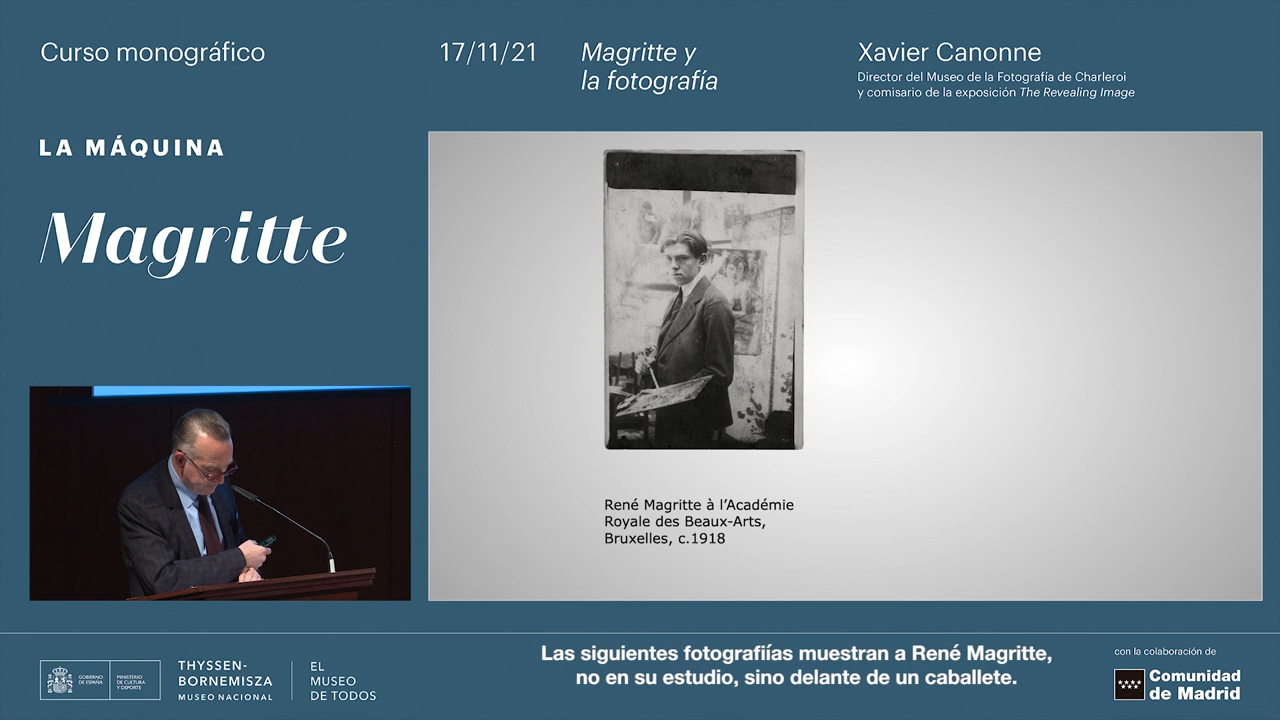 Curso monográfico
17/11/21
Magritte y
la fotografía
Xavier Canonne
Director del Museo de la Fotografía de Charleroi
y comisario de la exposición The Revealing Image
LA MÁQUINA
Magritte
René Magritte à l’Académie
Royale des Beaux-Arts,
Bruxelles, c.1918
Las siguientes fotografiías muestran a René Magritte,
no en su estudio, sino delante de un caballete.
GOBIERNO
DE ESPAÑA
MINISTERIO
DE CULTURA
Y DEPORTE
THYSSEN-
BORNEMISZA
MUSEO NACIONAL
EL
MUSEO
DE TODOS
con la colaboración de
Comunidad
de Madrid